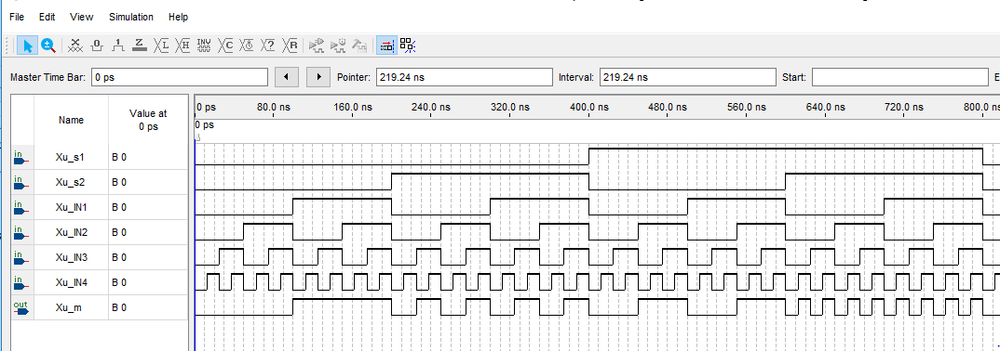 File Edit View Simulation Help
Master Time Bar: 0 ps Pointer: 219.24 ns Interval: 219.24 ns Start: E
Name Value at 0 ps
0 ps 80.0 ns 160.0 ns 240.0 ns 320.0 ns 400.0 ns 480.0 ns 560.0 ns 640.0 ns 720.0 ns 800.0 n
0 ps
in Xu_s1 B 0
in Xu_s2 B 0
in Xu_IN1 B 0
in Xu_IN2 B 0
in Xu_IN3 B 0
in Xu_IN4 B 0
out Xu_m B 0